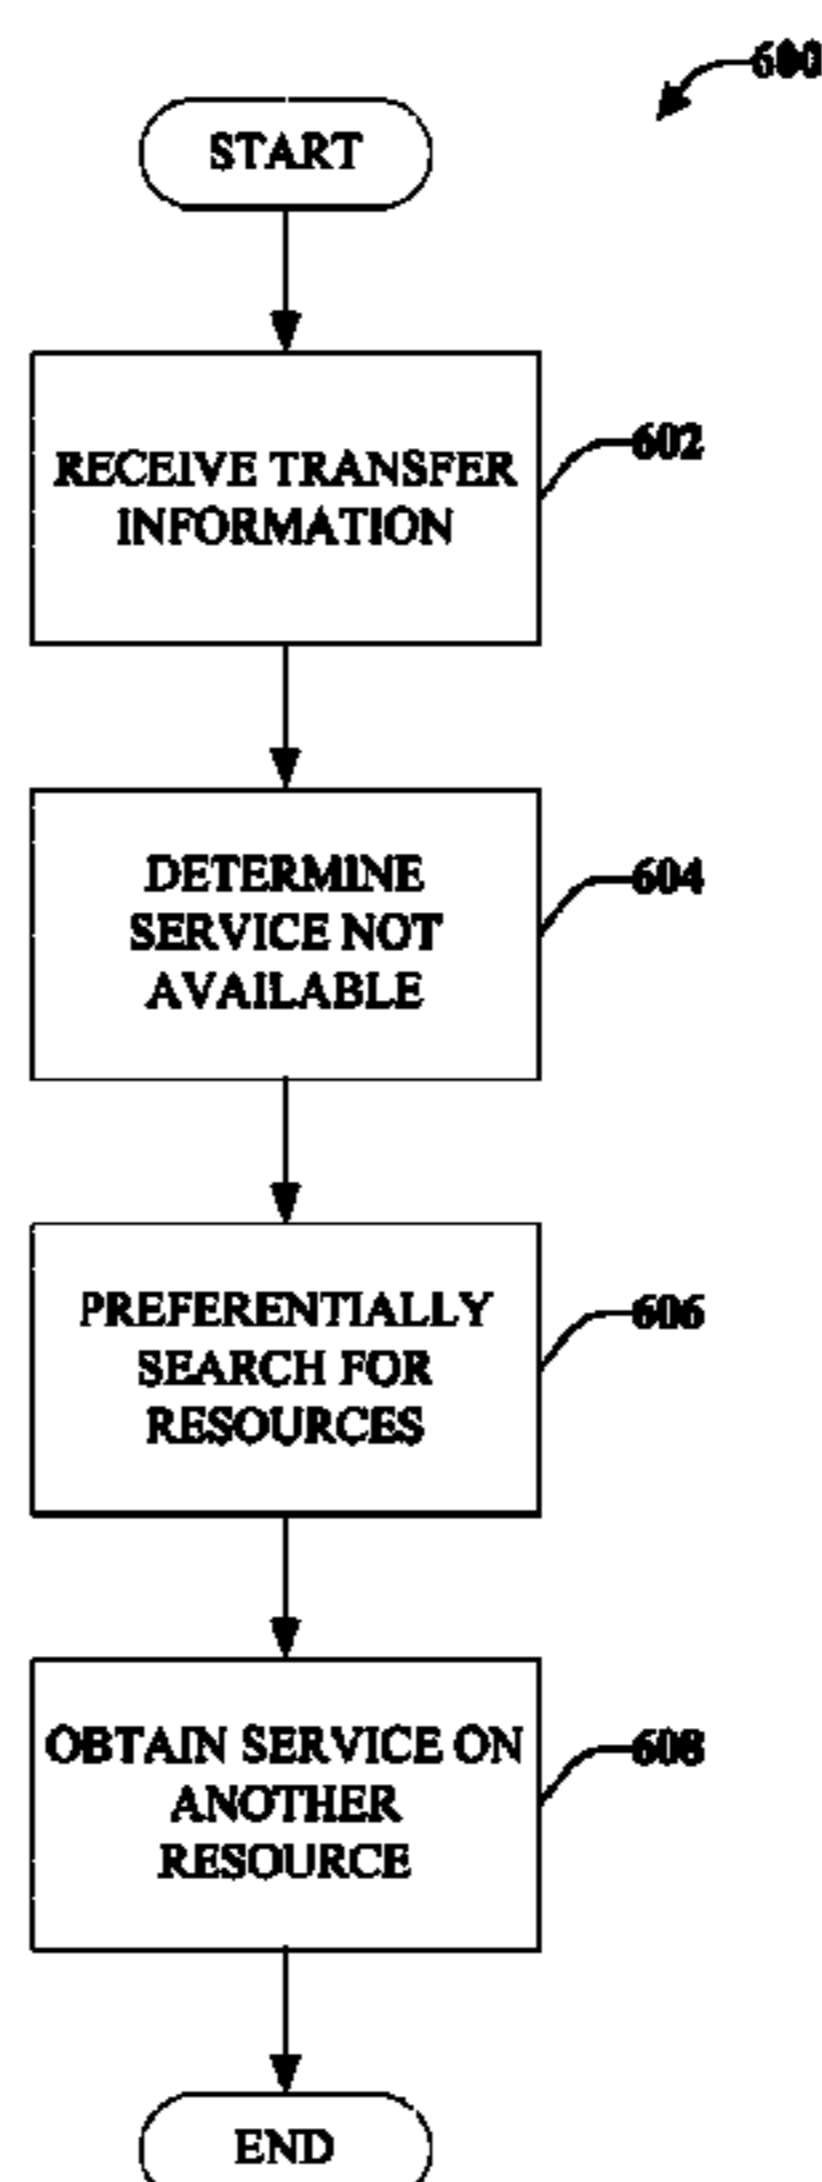 600
START
RECEIVE TRANSFER
INFORMATION
602
DETERMINE
SERVICE NOT
AVAILABLE
604
PREFERENTIALLY
SEARCH FOR
RESOURCES
606
OBTAIN SERVICE ON
ANOTHER
RESOURCE
608
END